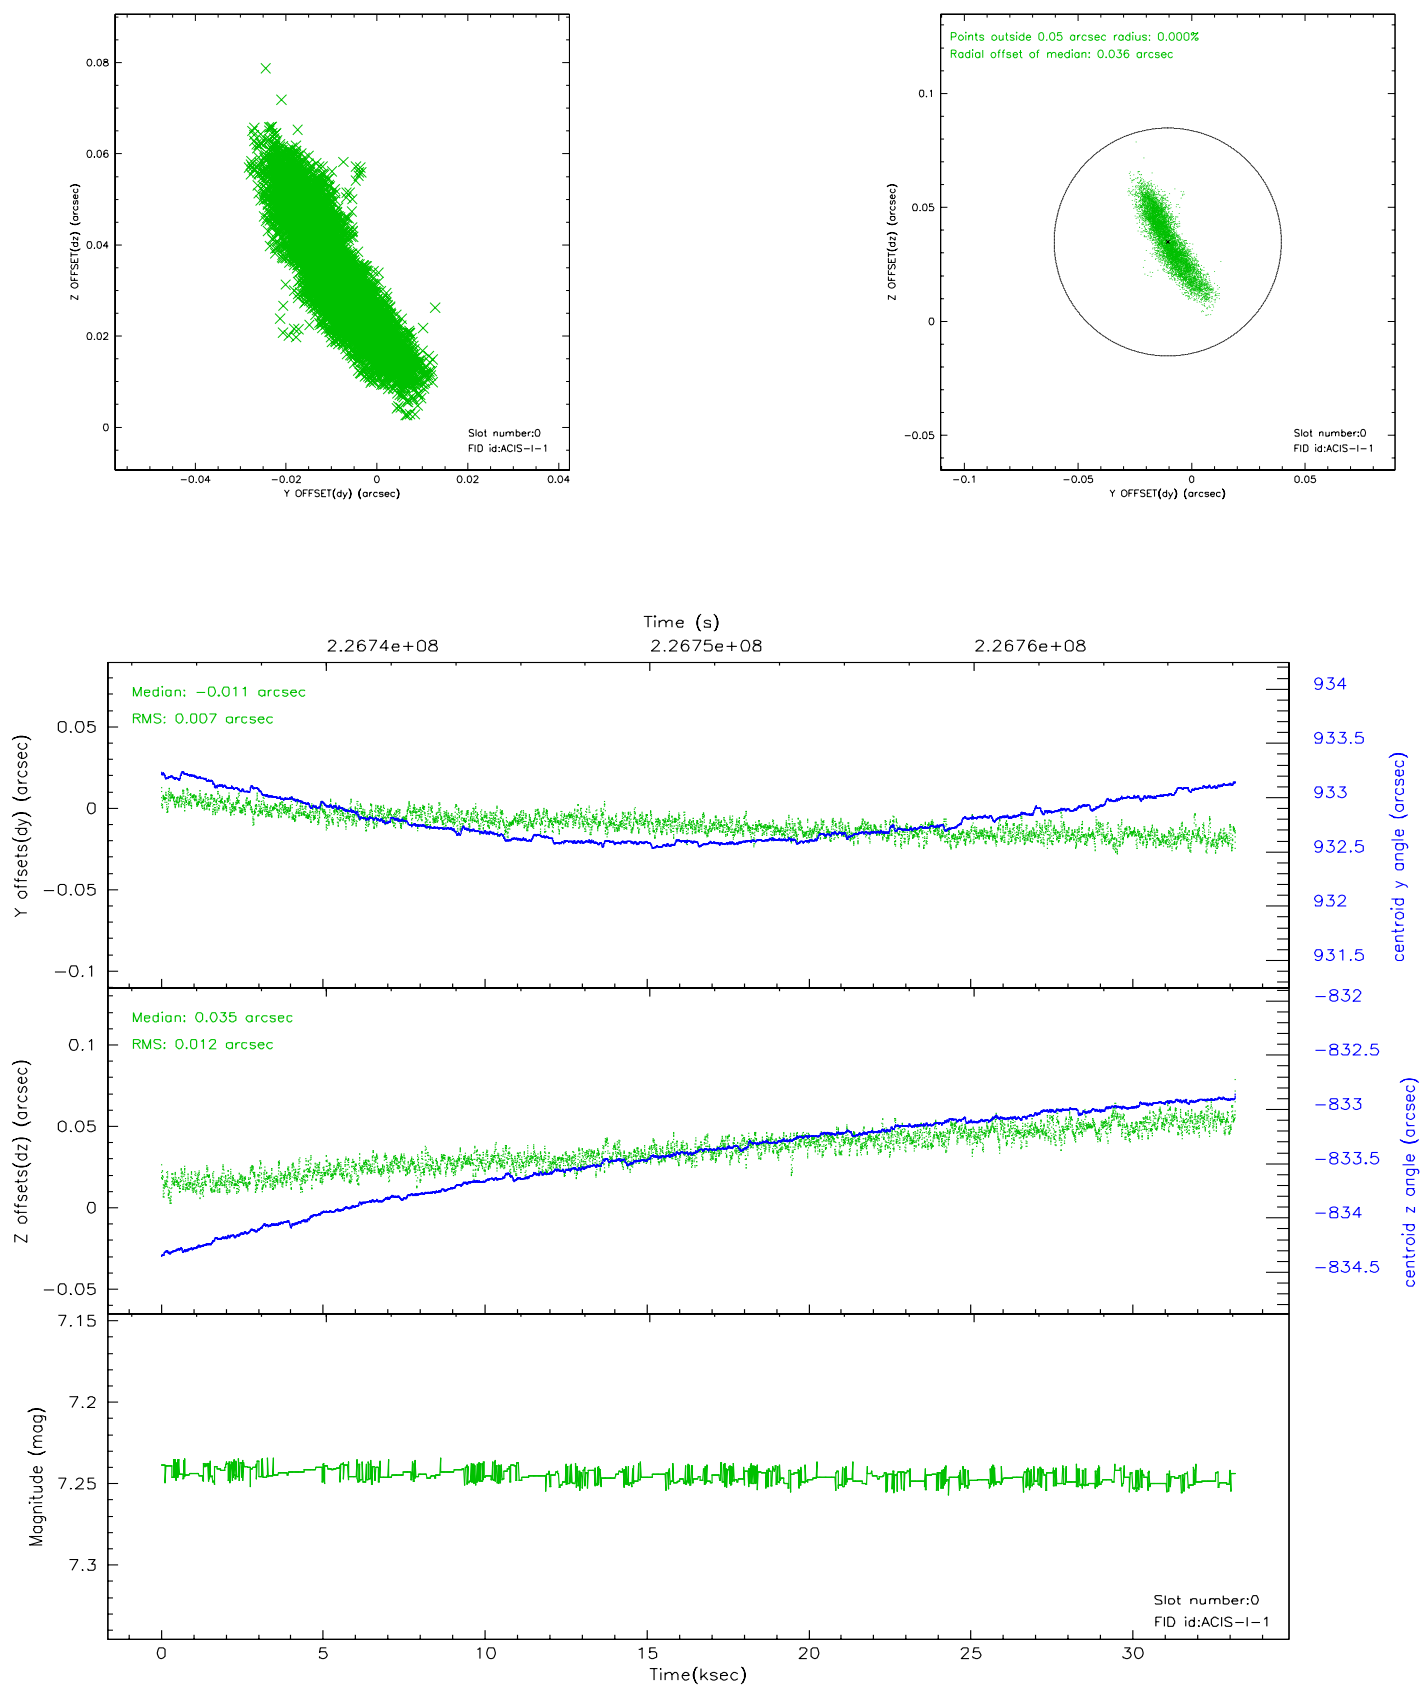 0.08
0.06
0.04
0.02
0
Z OFFSET(dz) (arcsec)
−0.04
−0.02
0
0.02
0.04
Y OFFSET(dy) (arcsec)
Slot number:0
FID id:ACIS−I−1
Points outside 0.05 arcsec radius: 0.000%
Radial offset of median: 0.036 arcsec
0.1
0.05
0
−0.05
Z OFFSET(dz) (arcsec)
−0.1
−0.05
0
0.05
Y OFFSET(dy) (arcsec)
Slot number:0
FID id:ACIS−I−1
Time (s)
2.2674e+08
2.2675e+08
2.2676e+08
Median: −0.011 arcsec
RMS: 0.007 arcsec
0.05
0
−0.05
−0.1
Y offsets(dy) (arcsec)
934
933.5
933
932.5
932
931.5
centroid y angle (arcsec)
Median: 0.035 arcsec
RMS: 0.012 arcsec
0.1
0.05
0
−0.05
Z offsets(dz) (arcsec)
−832
−832.5
−833
−833.5
−834
−834.5
centroid z angle (arcsec)
7.15
7.2
7.25
7.3
Magnitude (mag)
Slot number:0
FID id:ACIS−I−1
0
5
10
15
20
25
30
Time(ksec)